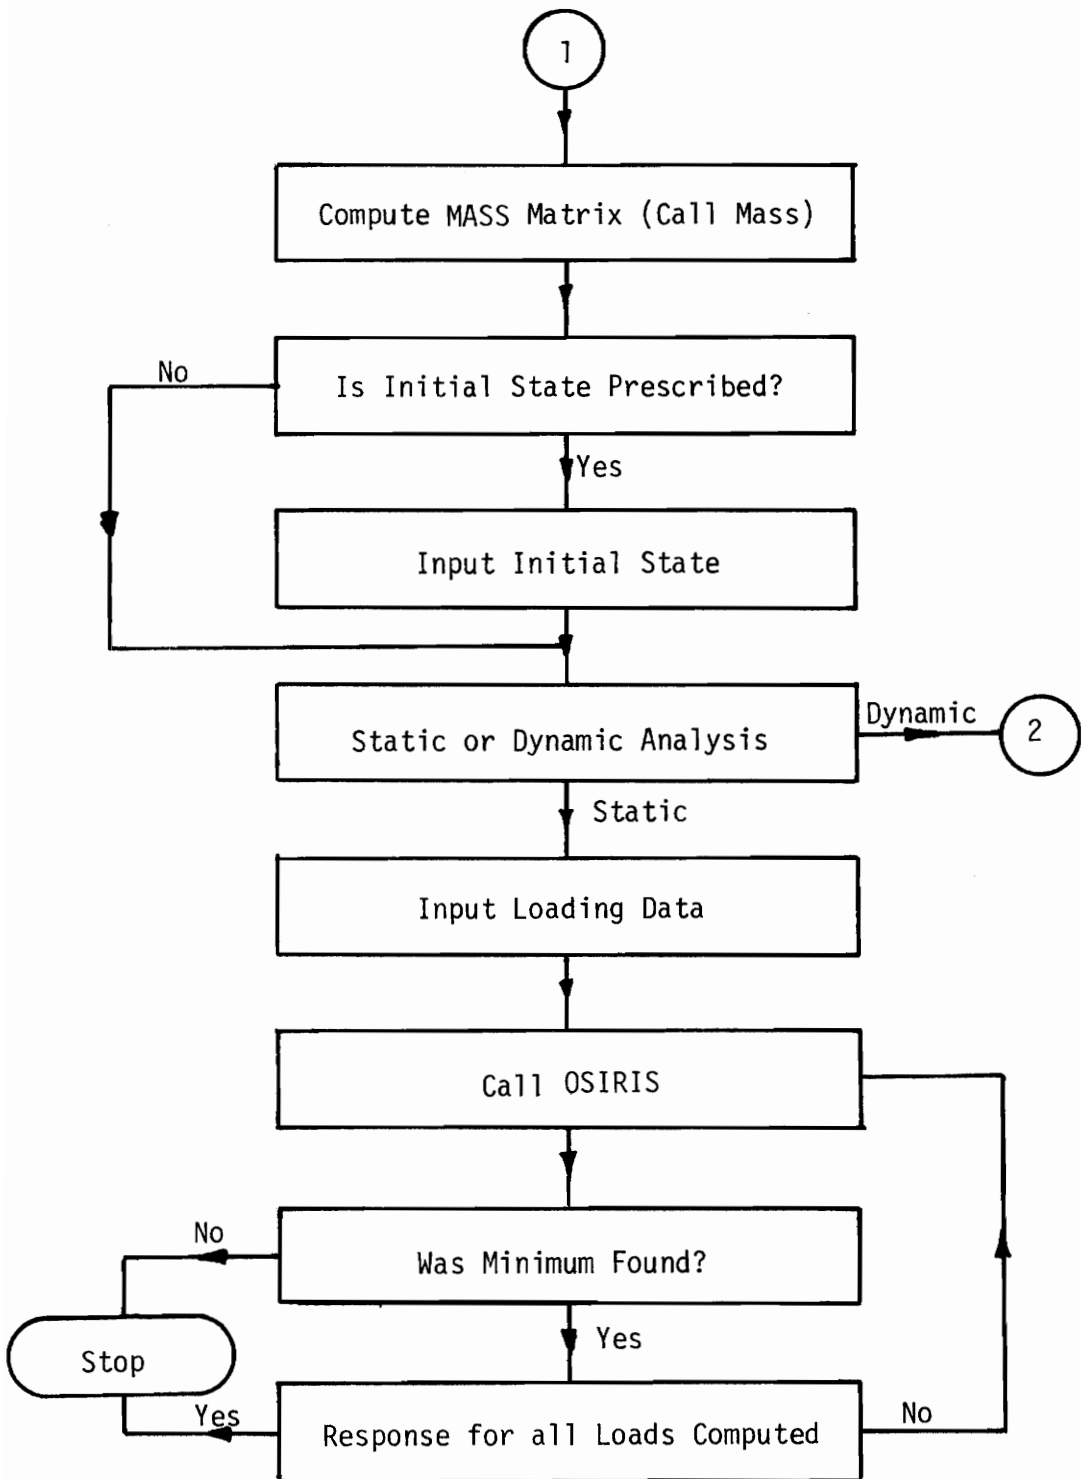 1
Compute MASS Matrix (Call Mass)
No
Is Initial State Prescribed?
Yes
Input Initial State
Static or Dynamic Analysis
Dynamic
2
Static
Input Loading Data
Call OSIRIS
No
Was Minimum Found?
Yes
Stop
Yes
Response for all Loads Computed
No